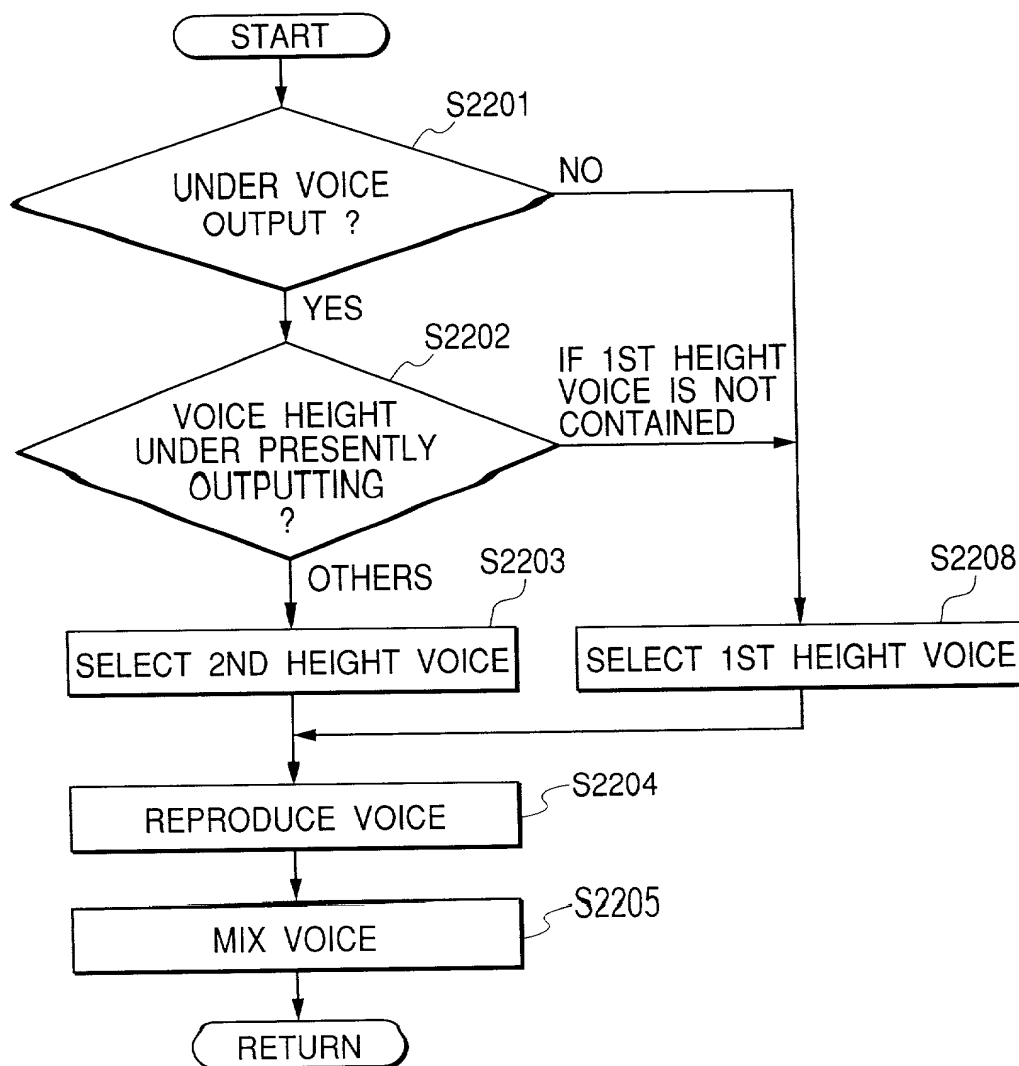 START
S2201
UNDER VOICE
OUTPUT ?
NO
YES
S2202
VOICE HEIGHT
UNDER PRESENTLY
OUTPUTTING
?
IF 1ST HEIGHT
VOICE IS NOT
CONTAINED
OTHERS
S2203
SELECT 2ND HEIGHT VOICE
S2208
SELECT 1ST HEIGHT VOICE
S2204
REPRODUCE VOICE
S2205
MIX VOICE
RETURN